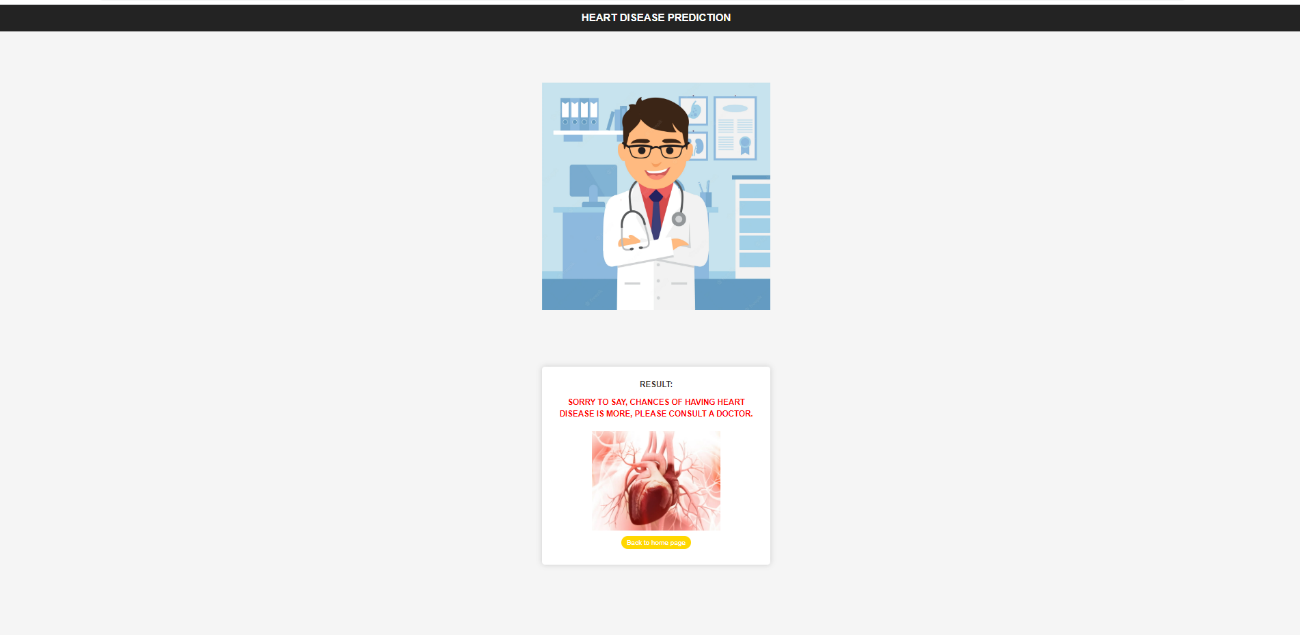 HEART DISEASE PREDICTION
RESULT:
SORRY TO SAY, CHANCES OF HAVING HEART
DISEASE IS MORE, PLEASE CONSULT A DOCTOR.
Back to home page